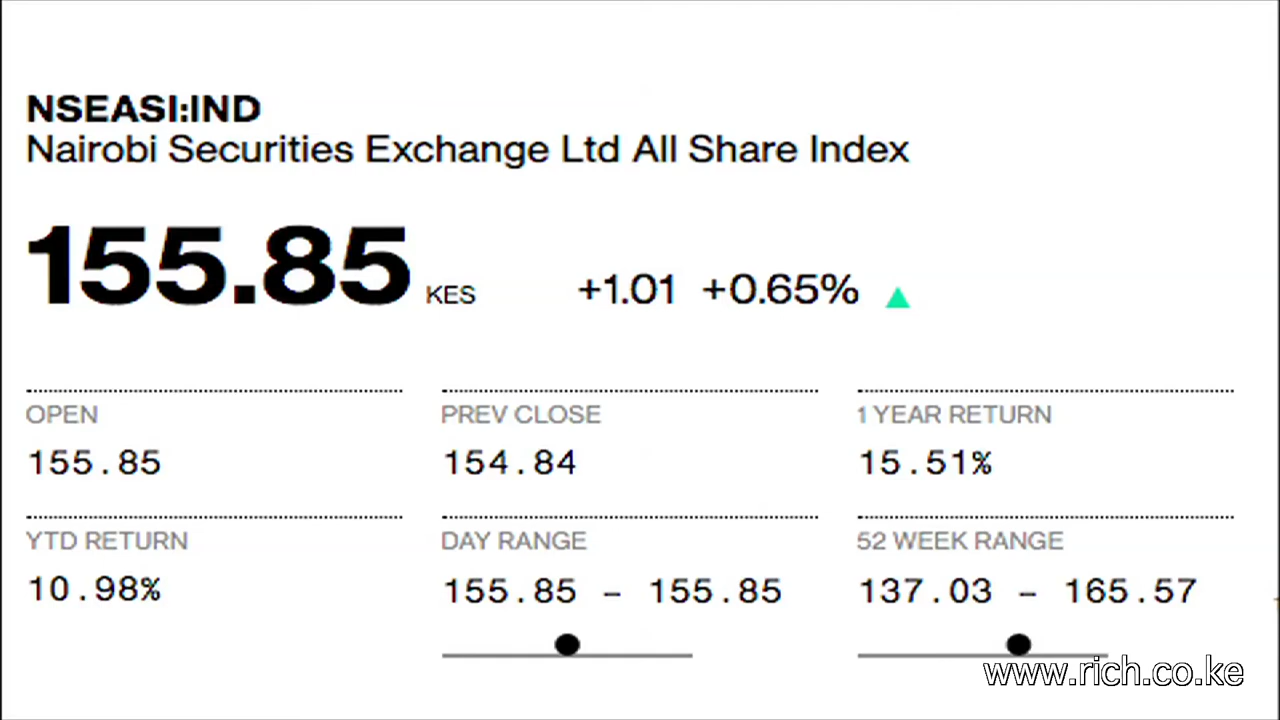 NSEASI:IND
Nairobi Securities Exchange Ltd All Share Index
155.85 KES +1.01 +0.65%
OPEN PREV CLOSE 1 YEAR RETURN
155.85 154.84 15.51%
YTD RETURN DAY RANGE 52 WEEK RANGE
10.98% 155.85 – 155.85 137.03 – 165.57
www.rich.co.ke